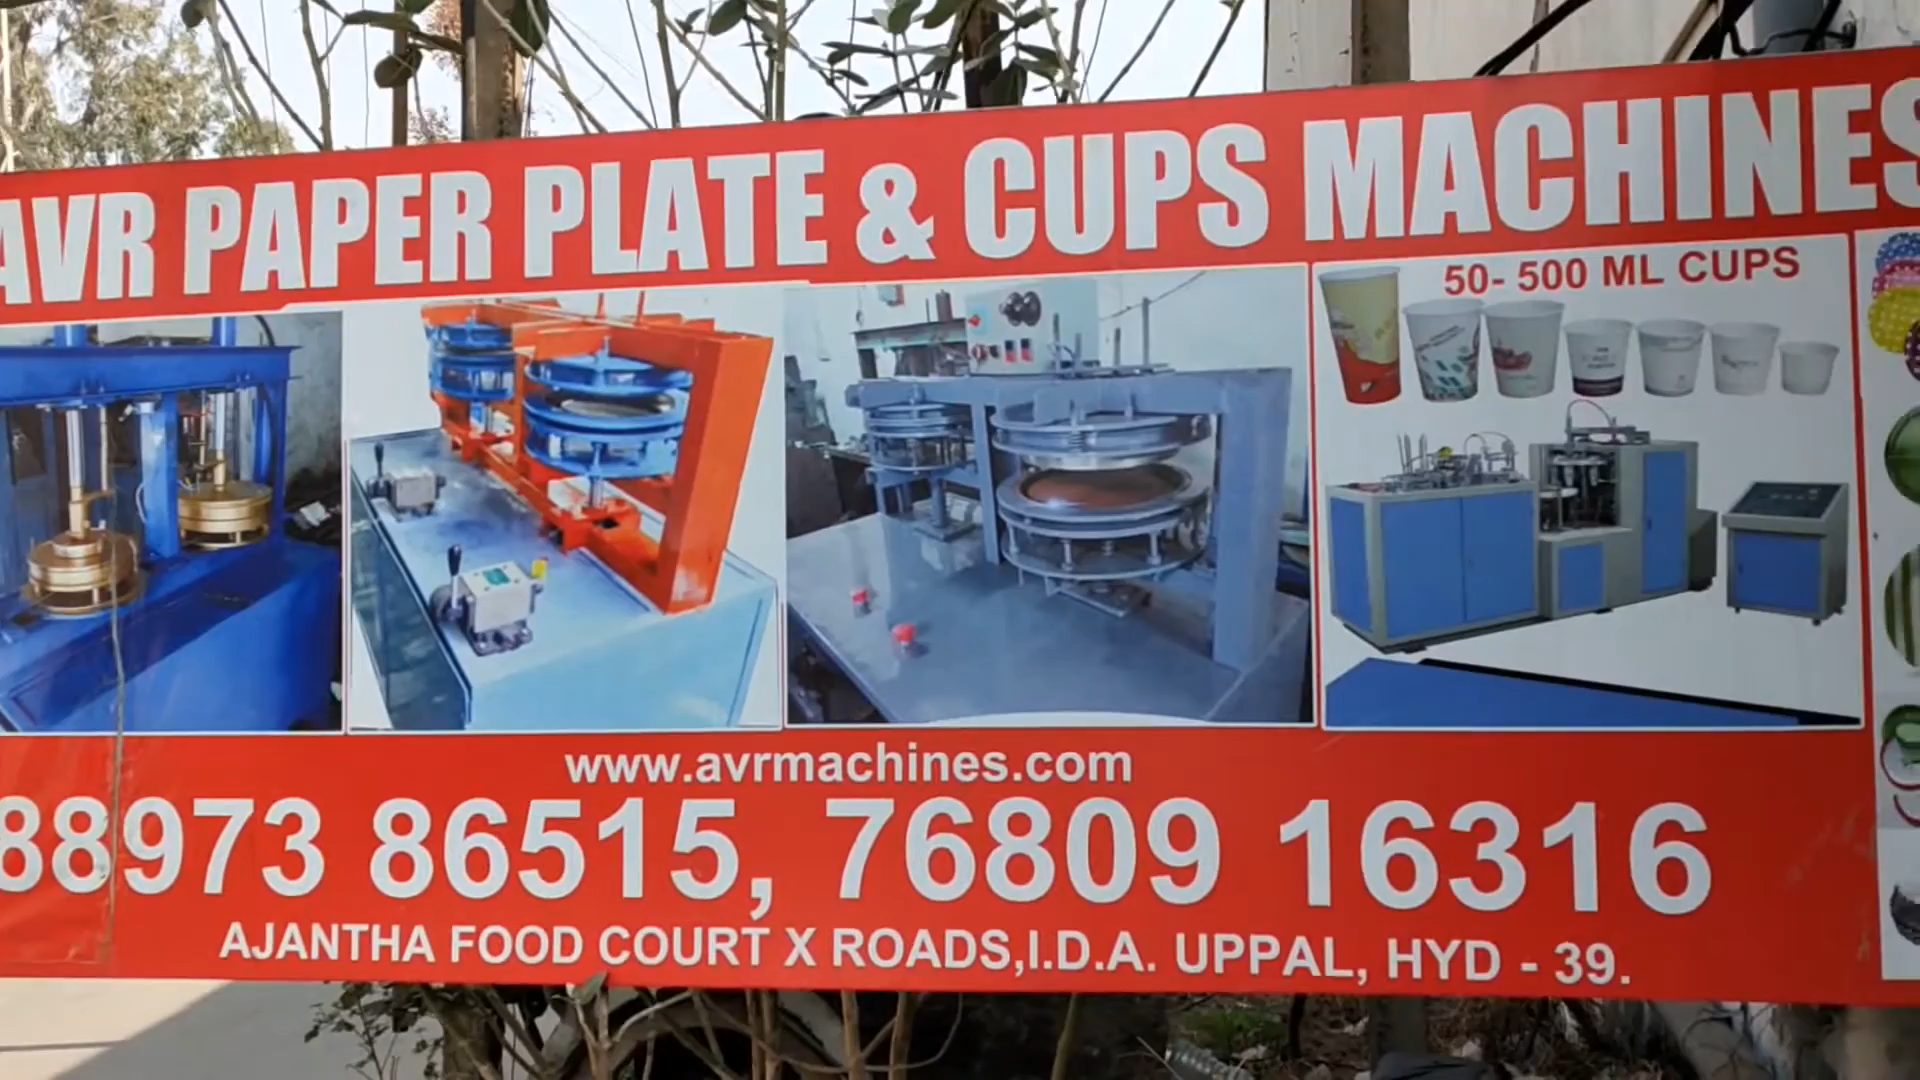 AVR PAPER PLATE & CUPS MACHINES
50- 500 ML CUPS
www.avrmachines.com
88973 86515, 76809 16316
AJANTHA FOOD COURT X ROADS,I.D.A. UPPAL, HYD - 39.